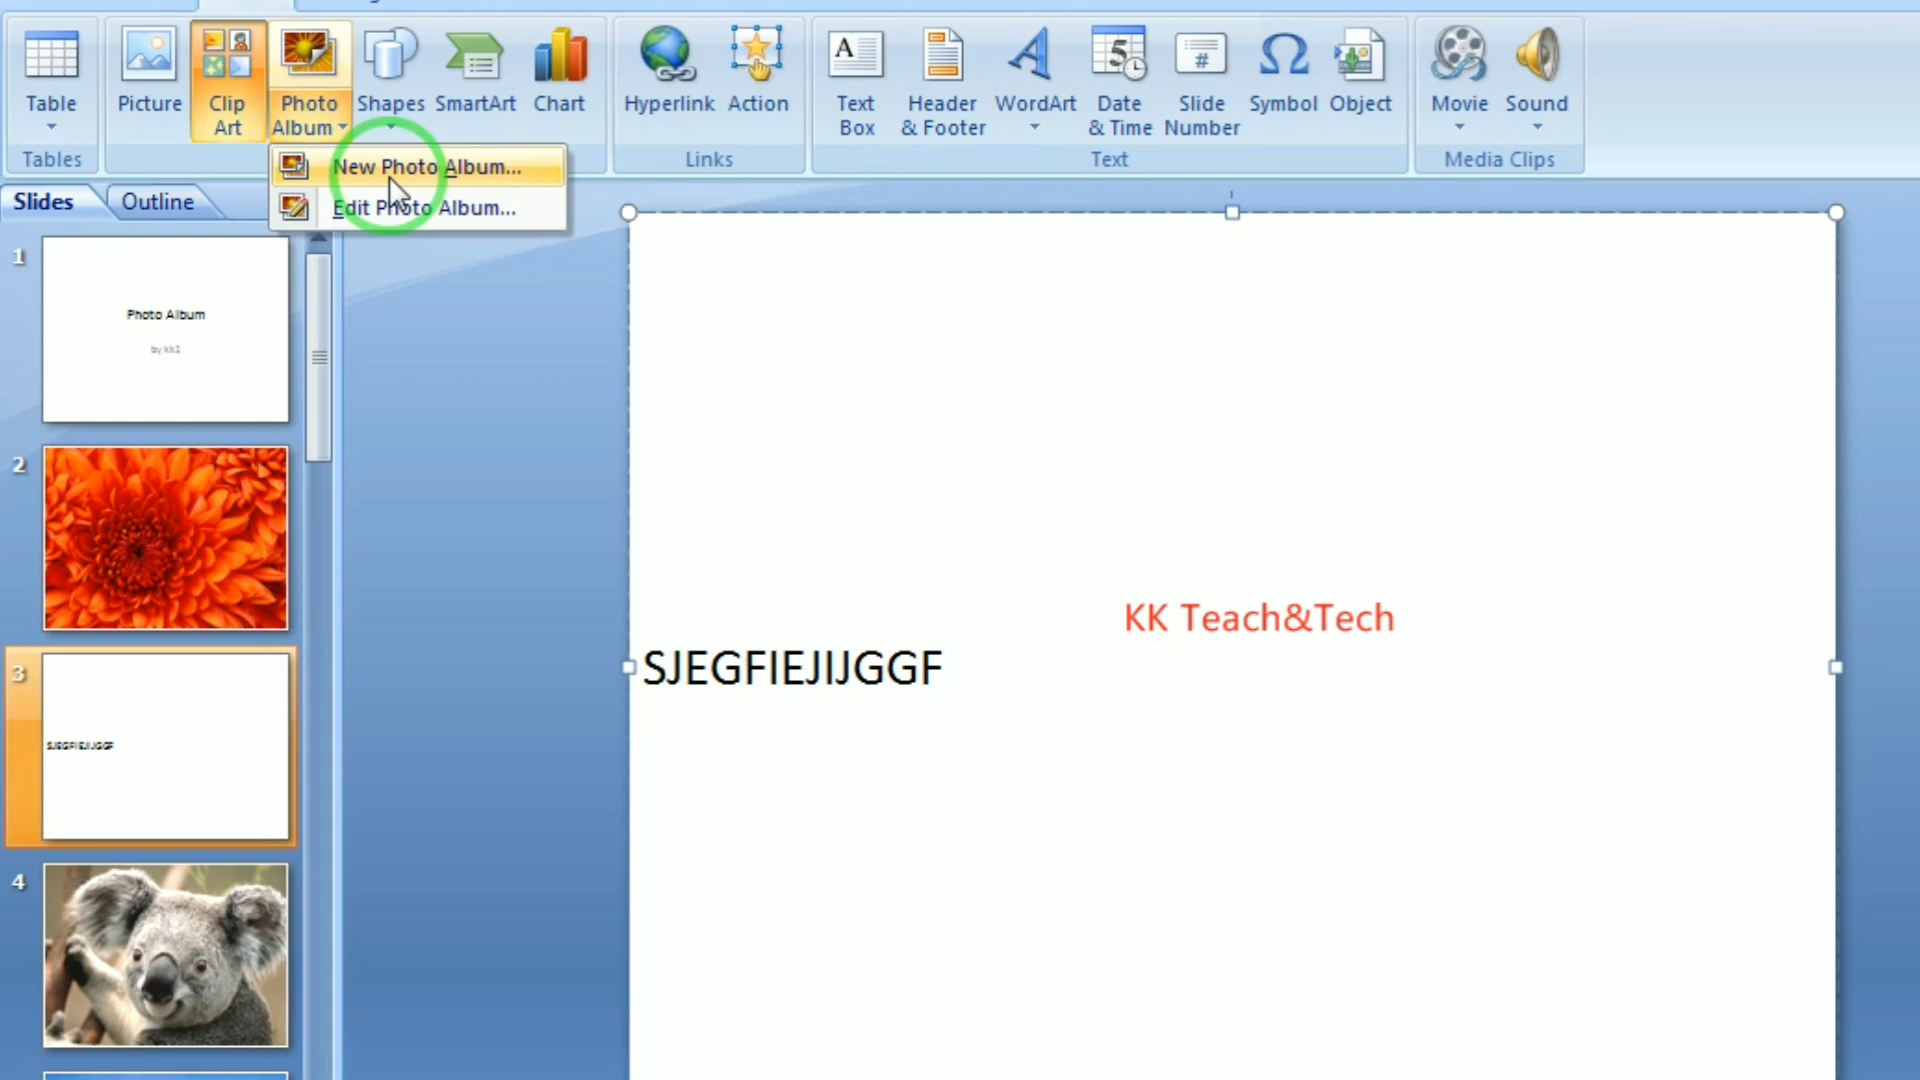 Table
Picture
Clip
Art
Photo
Album
Shapes
SmartArt
Chart
Hyperlink
Action
Text
Box
Header
& Footer
WordArt
Date
& Time
Slide
Number
Symbol
Object
Movie
Sound
Tables
Links
Text
Media Clips
New Photo Album...
Edit Photo Album...
Slides
Outline
1
Photo Album
by kk1
2
3
SJEGFIEJIJGGF
4
KK Teach&Tech
SJEGFIEJIJGGF